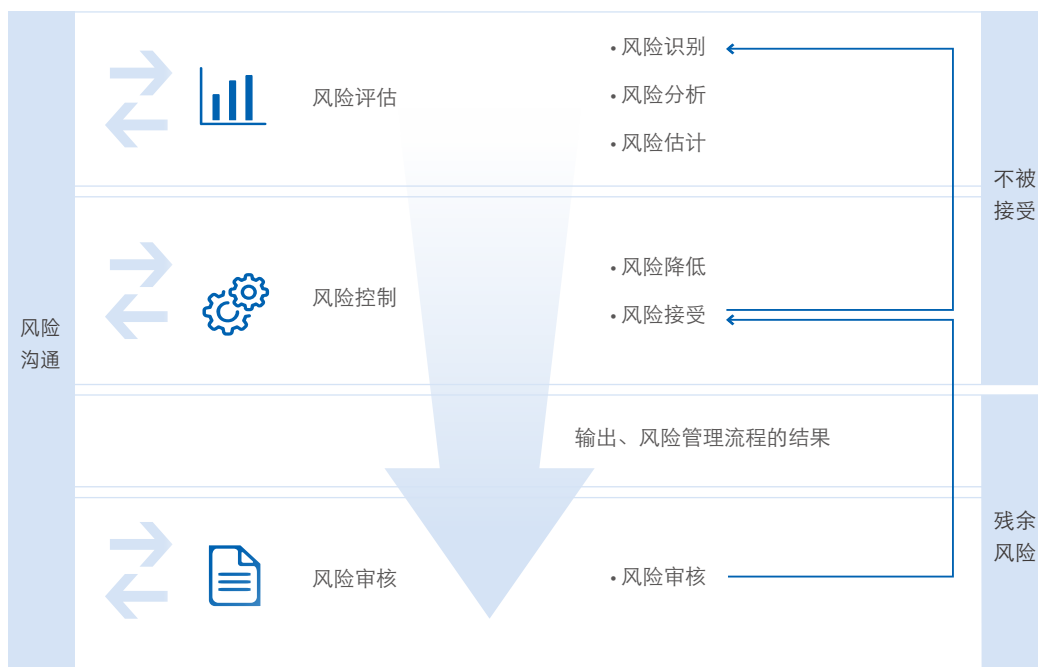 风险
沟通
风险评估
• 风险识别
• 风险分析
• 风险估计
风险控制
• 风险降低
• 风险接受
不被
接受
输出、风险管理流程的结果
风险审核
• 风险审核
残余
风险